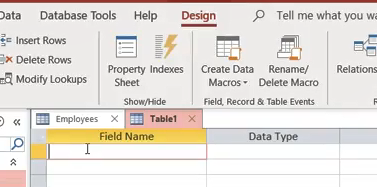 Data Database Tools Help Design Tell me what you wa
Insert Rows
Delete Rows
Modify Lookups
Property Sheet
Indexes
Create Data Macros
Rename/ Delete Macro
Relations
Show/Hide
Field, Record & Table Events
Employees Table1
Field Name Data Type